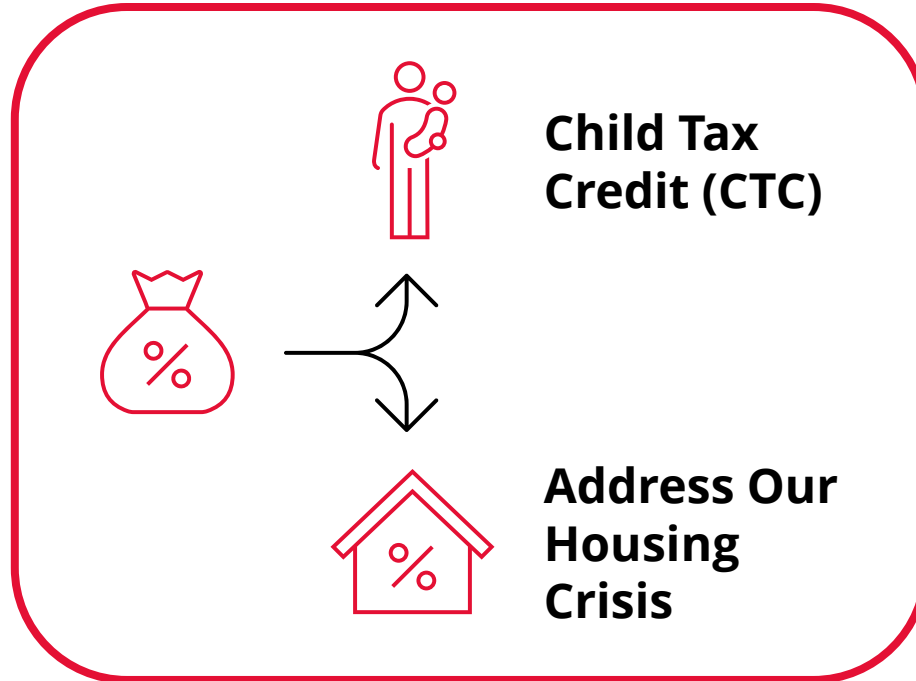 Child Tax
Credit (CTC)
%
Address Our
Housing
Crisis
%